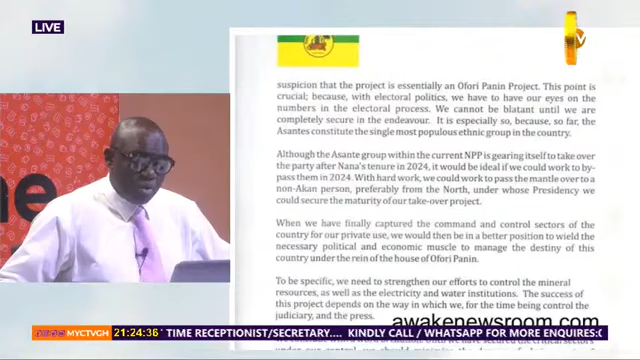 LIVE
suspicion that the project is essentially an Ofori Panin Project. This point is
crucial; because, with electoral politics, we have to have our eyes on the
numbers in the electoral process. We cannot be blatant until we are
completely secure in the endeavour. It is especially so, because, so far, the
Asantes constitute the single most populous ethnic group in the country.
Although the Asante group within the current NPP is gearing itself to take over
the party after Nana's tenure in 2024, it would be ideal if we could work to by-
pass them in 2024. With hard work, we could work to pass the mantle over to a
non-Akan person, preferably from the North, under whose Presidency we
could secure the maturity of our take-over project.
When we have finally captured the command and control sectors of the
country for our private use, we would then be in a better position to wield the
necessary political and economic muscle to manage the destiny of this
country under the rein of the house of Ofori Panin.
To be specific, we need to strengthen our efforts to control the mineral
resources, as well as the electricity and water institutions. The success of
this project depends on the way in which we, for the time being control the
judiciary, and the press.
awakenewsroom.com
MYCTVGH 21:24:36 TIME RECEPTIONIST/SECRETARY.... KINDLY CALL / WHATSAPP FOR MORE ENQUIRES: